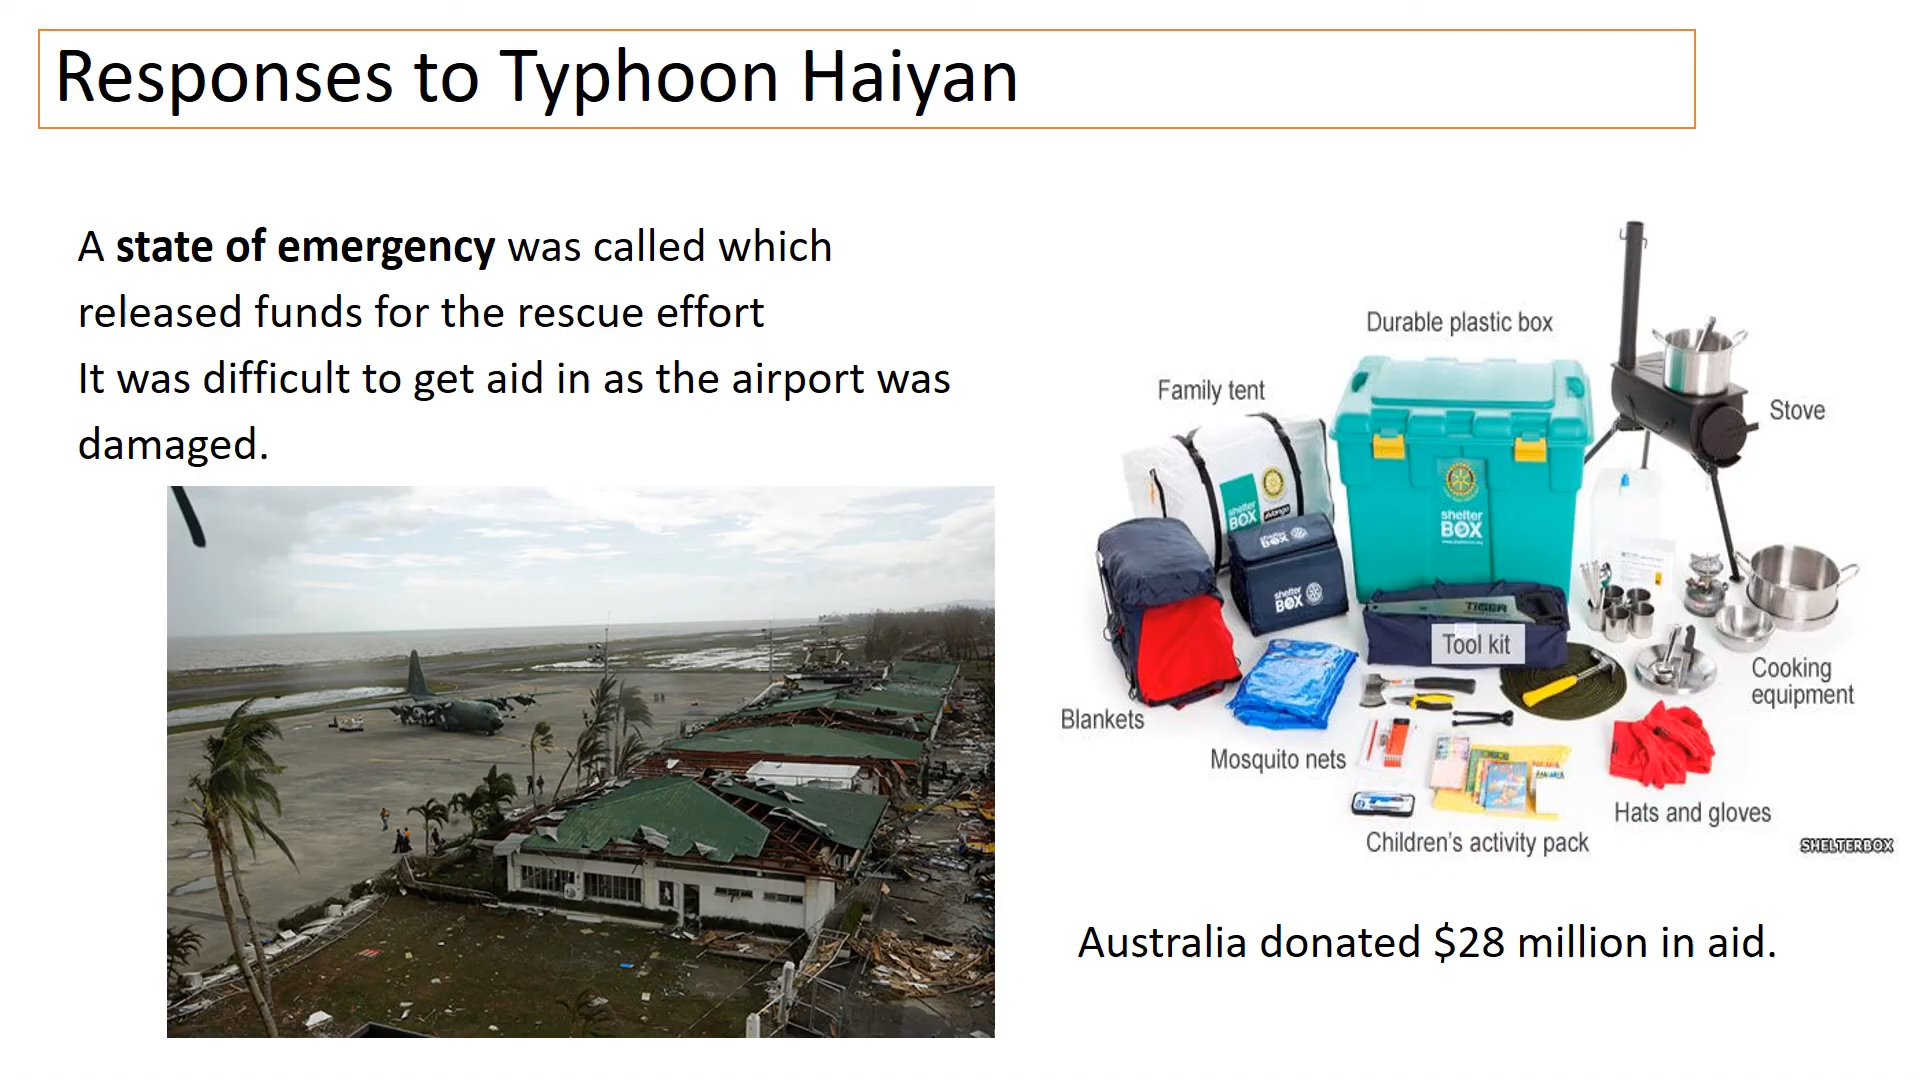 Responses to Typhoon Haiyan
A state of emergency was called which
released funds for the rescue effort
It was difficult to get aid in as the airport was
damaged.
Durable plastic box
Family tent
Stove
shelter
BOX
shelter
BOX
shelter
BOX
shelter
BOX
TIGER
Tool kit
Cooking
equipment
Blankets
Mosquito nets
Hats and gloves
Children's activity pack
SHELTERBOX
Australia donated $28 million in aid.